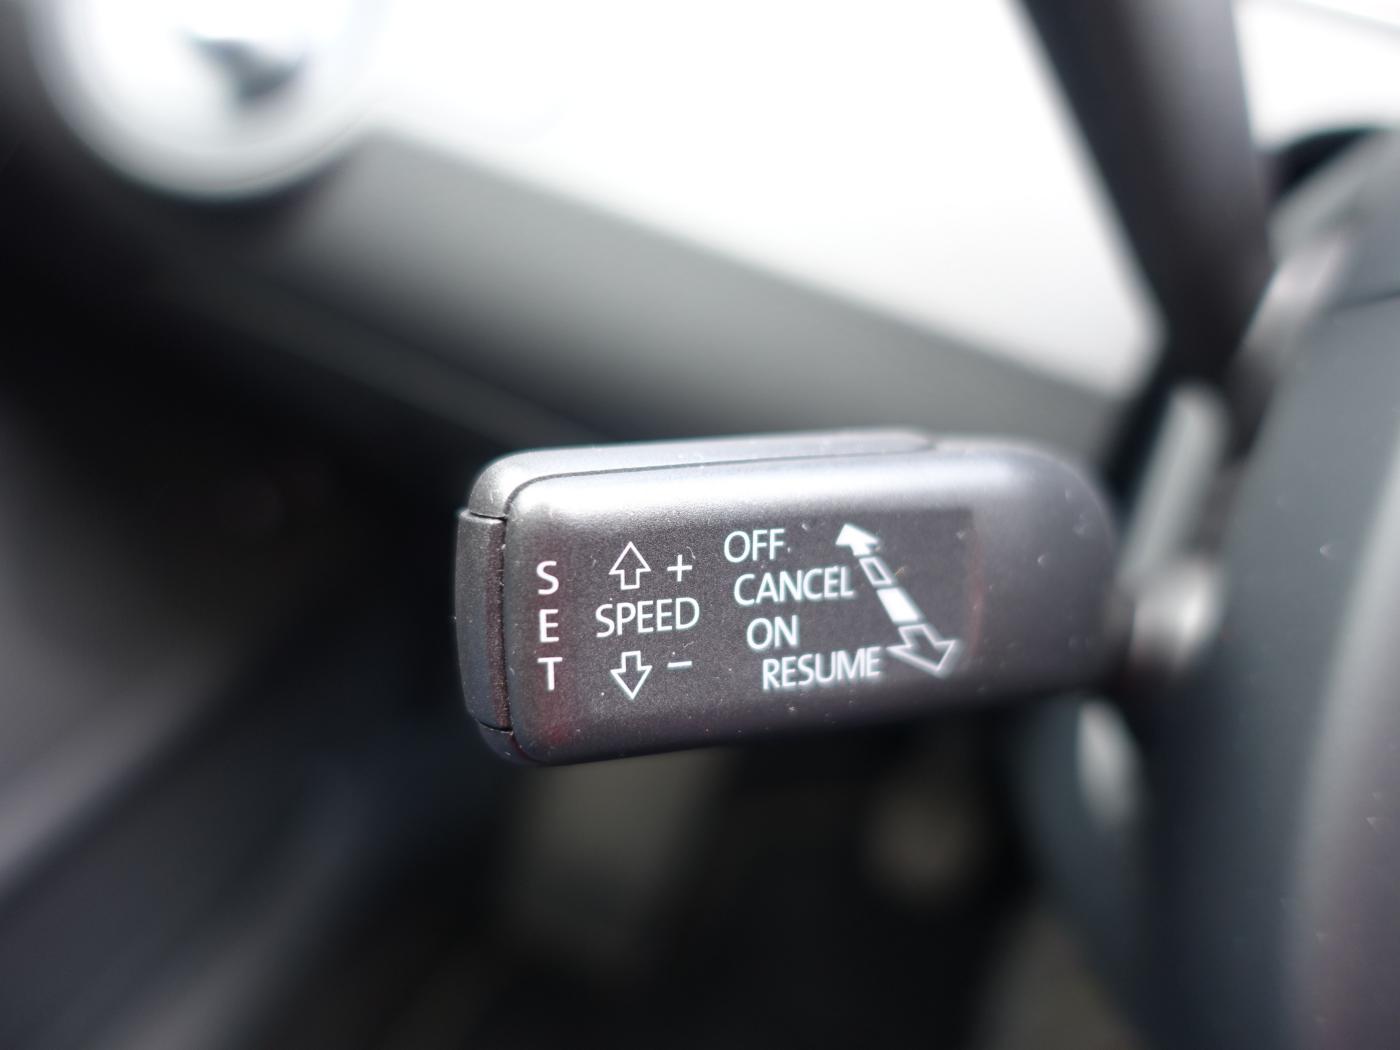 SET
+
SPEED
−
OFF
CANCEL
ON
RESUME